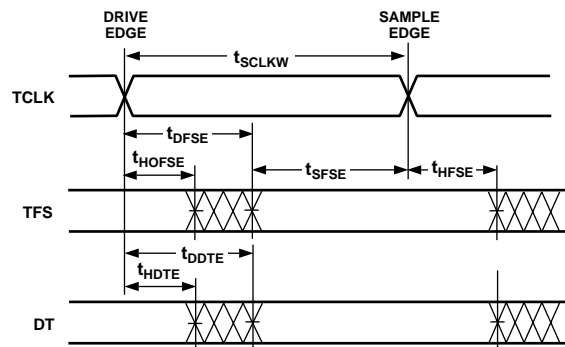 DRIVE EDGE
SAMPLE EDGE
tSCLKW
TCLK
tDFSE
tHOFSE
tSFSE
tHFSE
TFS
tDDTE
tHDTE
DT